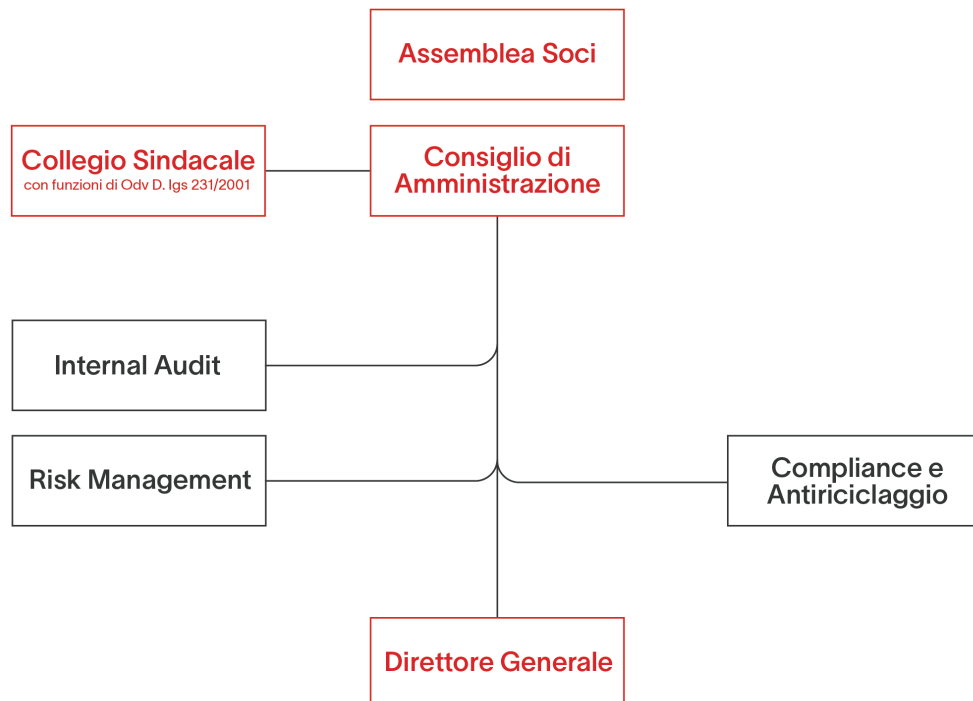 Assemblea Soci
Collegio Sindacale
con funzioni di Odv D. lgs 231/2001
Consiglio di
Amministrazione
Internal Audit
Risk Management
Compliance e
Antiriciclaggio
Direttore Generale